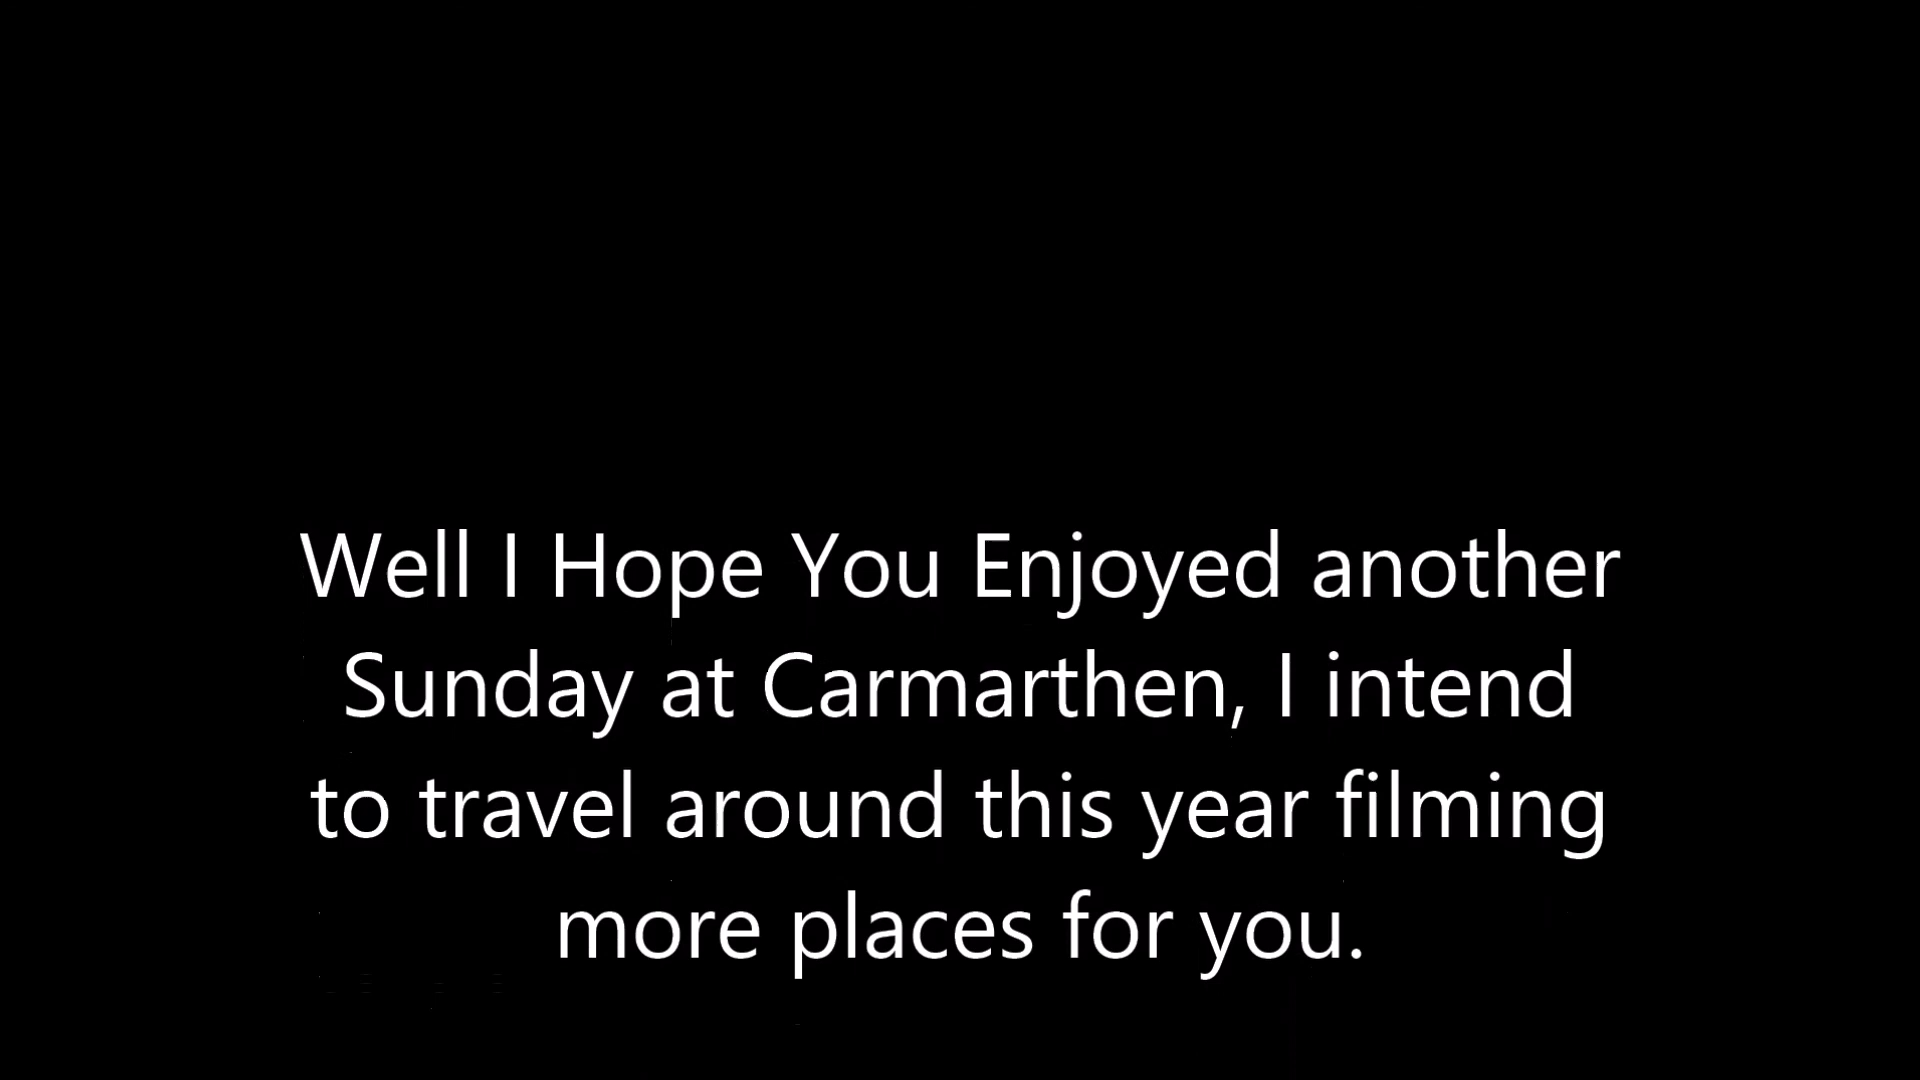 Well I Hope You Enjoyed another
Sunday at Carmarthen, I intend
to travel around this year filming
more places for you.